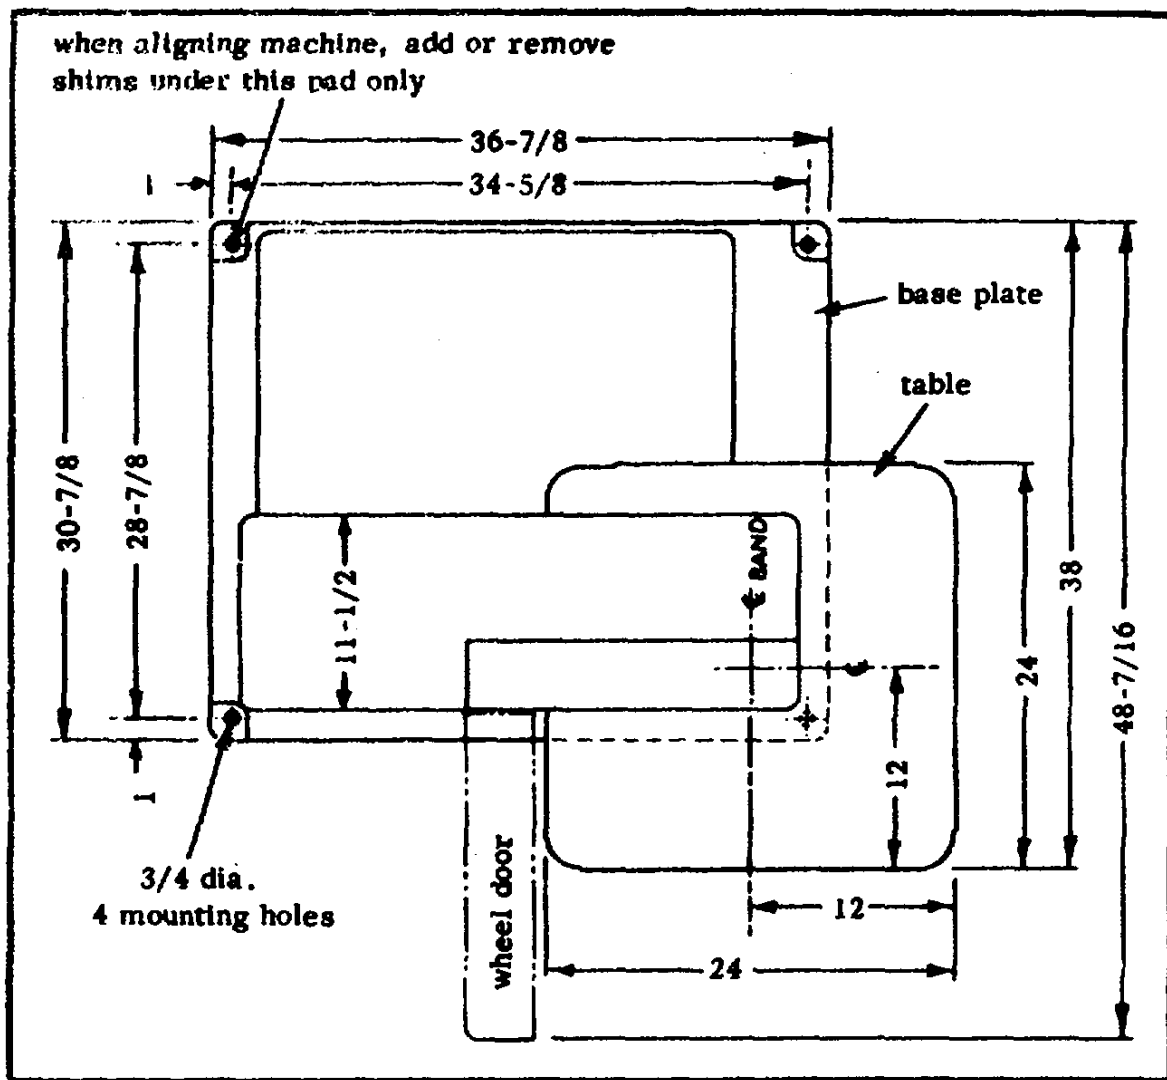 when aligning machine, add or remove
shims under this pad only
36-7/8
1
34-5/8
base plate
table
30-7/8
28-7/8
11-1/2
℄ BAND
℄
38
24
48-7/16
12
1
3/4 dia.
4 mounting holes
wheel door
12
24